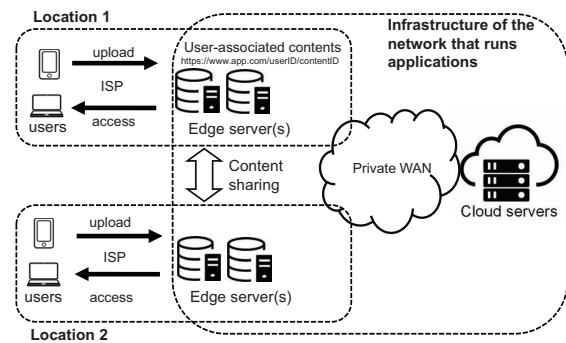 Location 1
Infrastructure of the
network that runs
applications
upload
User-associated contents
https://www.app.com/userID/contentID
ISP
users
access
Edge server(s)
Content
sharing
Private WAN
Cloud servers
upload
ISP
users
access
Edge server(s)
Location 2